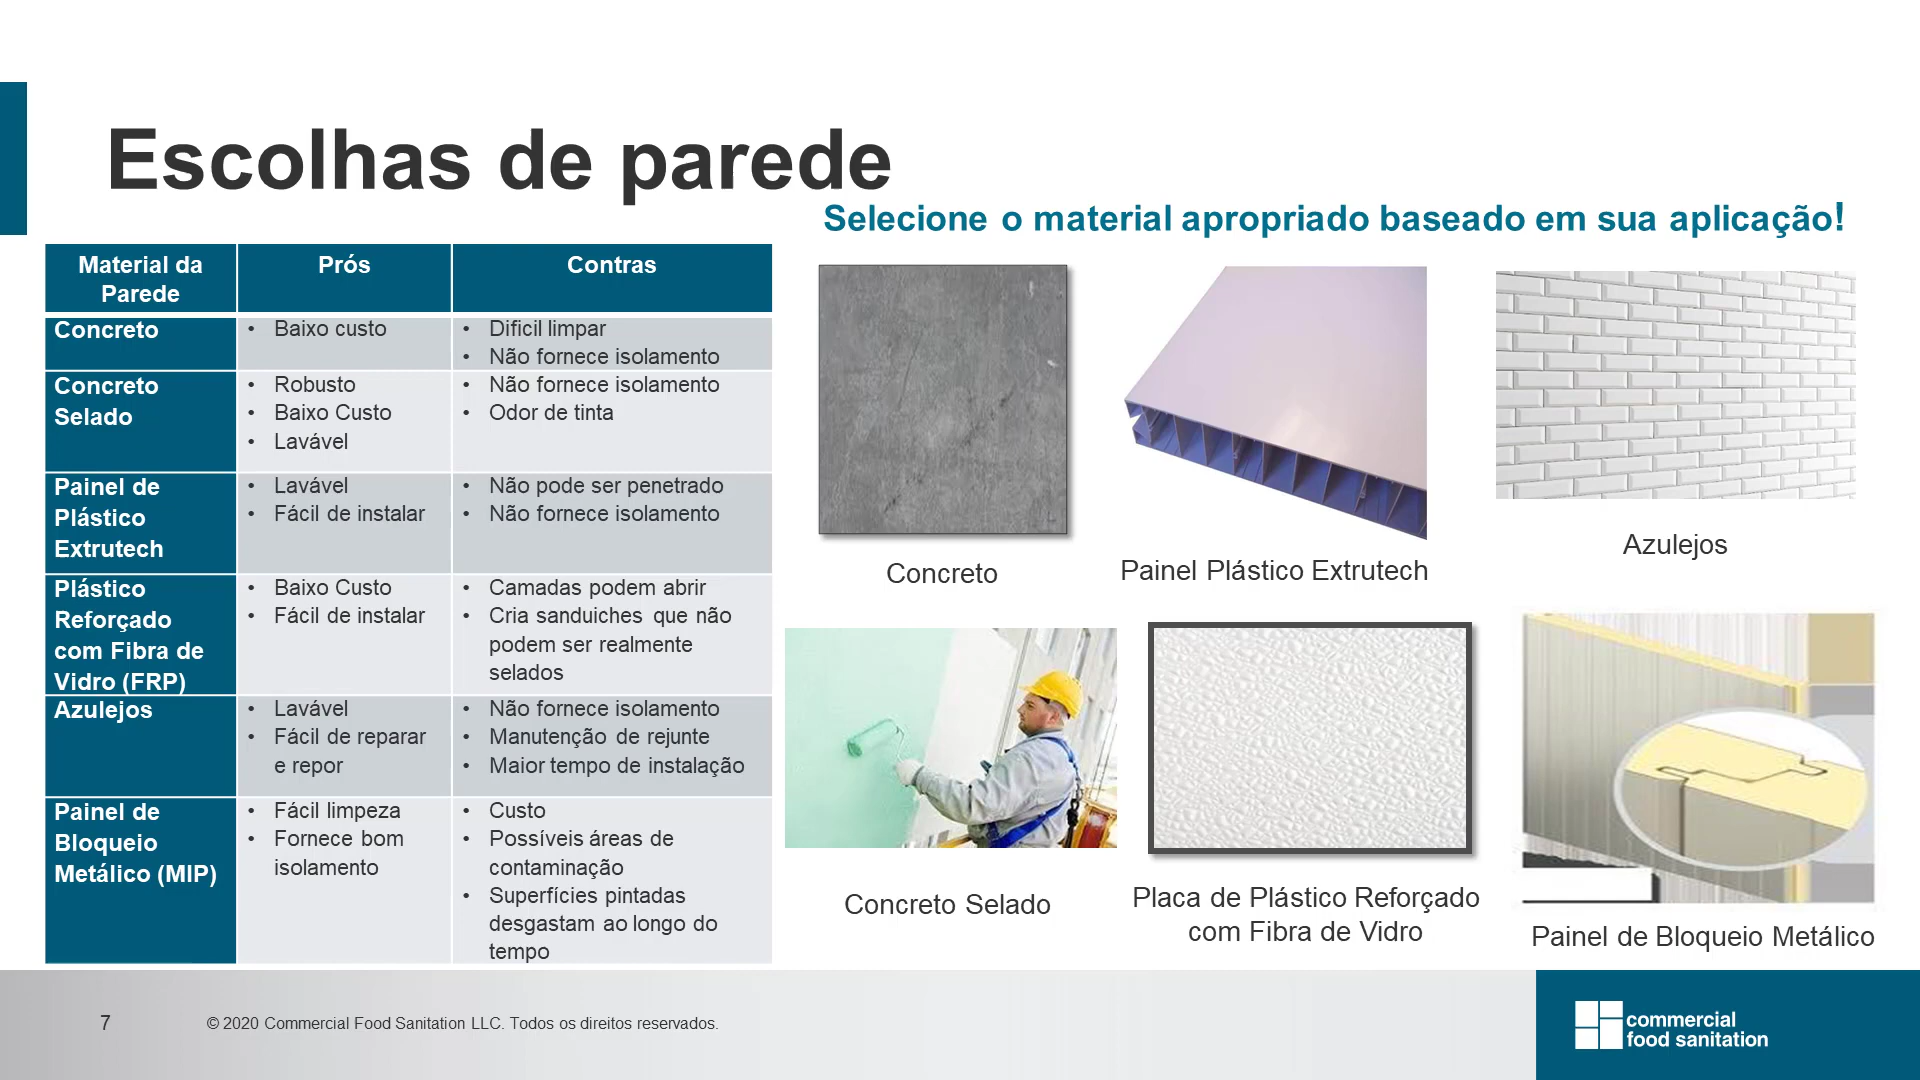 Escolhas de parede
Selecione o material apropriado baseado em sua aplicação!
Material da
Parede
Prós
Contras
Concreto
• Baixo custo
• Dificil limpar
• Não fornece isolamento
Concreto
Selado
• Robusto
• Baixo Custo
• Lavável
• Não fornece isolamento
• Odor de tinta
Painel de
Plástico
Extrutech
• Lavável
• Fácil de instalar
• Não pode ser penetrado
• Não fornece isolamento
Plástico
Reforçado
com Fibra de
Vidro (FRP)
• Baixo Custo
• Fácil de instalar
• Camadas podem abrir
• Cria sanduiches que não
podem ser realmente
selados
Azulejos
• Lavável
• Fácil de reparar
e repor
• Não fornece isolamento
• Manutenção de rejunte
• Maior tempo de instalação
Painel de
Bloqueio
Metálico (MIP)
• Fácil limpeza
• Fornece bom
isolamento
• Custo
• Possíveis áreas de
contaminação
• Superfícies pintadas
desgastam ao longo do
tempo
Concreto
Painel Plástico Extrutech
Azulejos
Concreto Selado
Placa de Plástico Reforçado
com Fibra de Vidro
Painel de Bloqueio Metálico
7
© 2020 Commercial Food Sanitation LLC. Todos os direitos reservados.
commercial
food sanitation